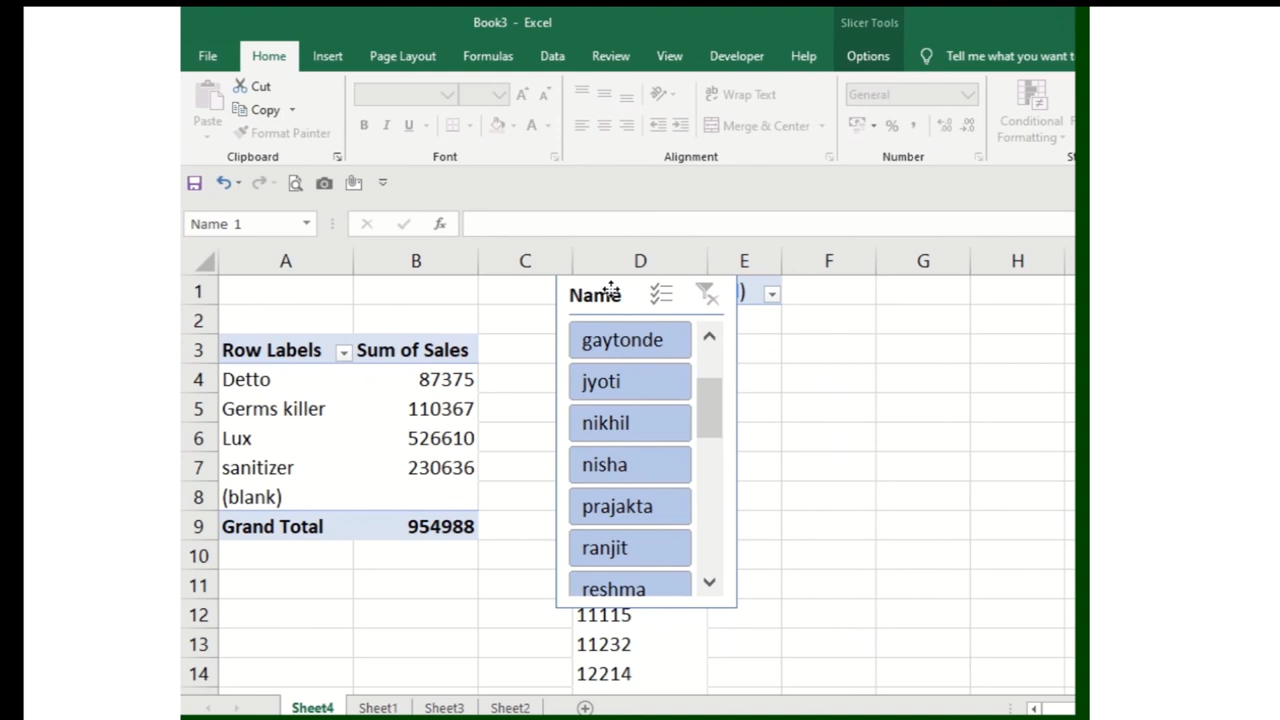 Book3 - Excel
Slicer Tools
File Home Insert Page Layout Formulas Data Review View Developer Help Options Tell me what you want t
Cut
Copy
Format Painter
Paste
Wrap Text
Merge & Center
General
Conditional
Formatting
Clipboard Font Alignment Number
Name 1
A B C D E F G H
1
2
3 Row Labels Sum of Sales
4 Detto 87375
5 Germs killer 110367
6 Lux 526610
7 sanitizer 230636
8 (blank)
9 Grand Total 954988
10
11
12 11115
13 11232
14 12214
Name
gaytonde
jyoti
nikhil
nisha
prajakta
ranjit
reshma
Sheet4 Sheet1 Sheet3 Sheet2